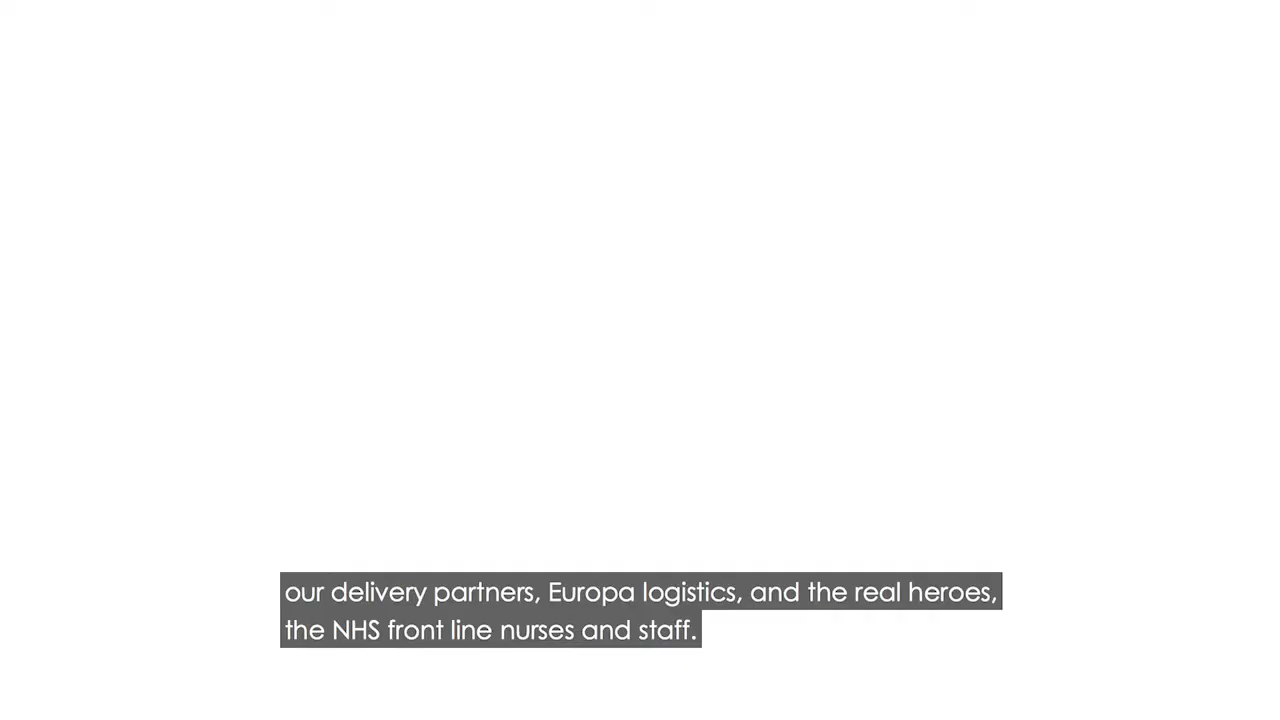 our delivery partners, Europa logistics, and the real heroes,
the NHS front line nurses and staff.